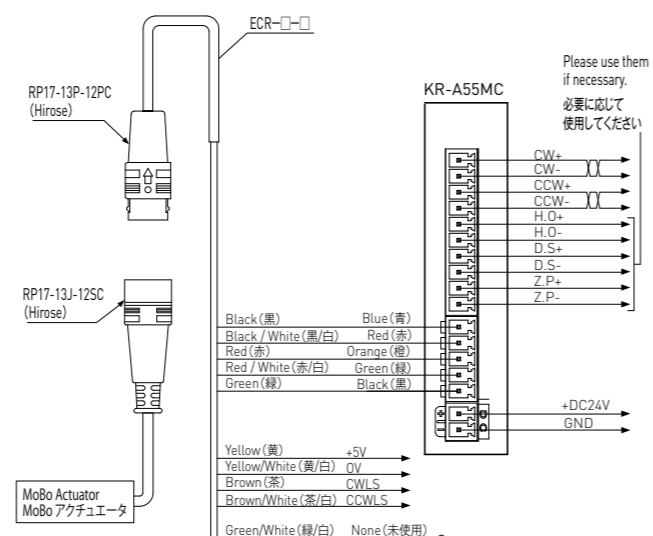 ECR-□-□
RP17-13P-12PC
(Hirose)
RP17-13J-12SC
(Hirose)
MoBo Actuator
MoBo アクチュエータ
KR-A55MC
Please use them
if necessary.
必要に応じて
使用してください
CW+
CW-
CCW+
CCW-
H.O+
H.O-
D.S+
D.S-
Z.P+
Z.P-
Black(黒) Blue(青)
Black / White(黒/白) Red(赤)
Red(赤) Orange(橙)
Red / White(赤/白) Green(緑)
Green(緑) Black(黒)
+DC24V
GND
Yellow(黄) +5V
Yellow/White(黄/白) 0V
Brown(茶) CWLS
Brown/White(茶/白) CCWLS
Green/White(緑/白) None(未使用)